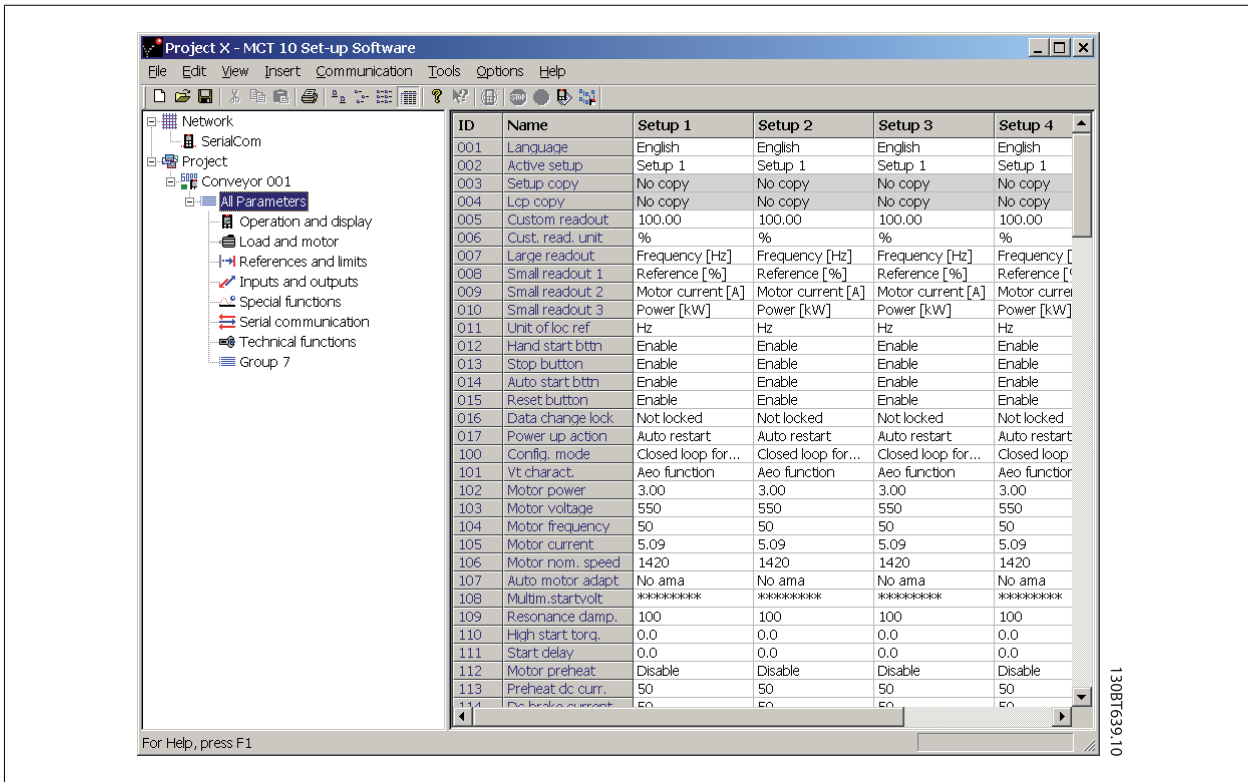 Project X - MCT 10 Set-up Software
File Edit View Insert Communication Tools Options Help
Network
SerialCom
Project
Conveyor 001
All Parameters
Operation and display
Load and motor
References and limits
Inputs and outputs
Special functions
Serial communication
Technical functions
Group 7
ID Name Setup 1 Setup 2 Setup 3 Setup 4
001 Language English English English English
002 Active setup Setup 1 Setup 1 Setup 1 Setup 1
003 Setup copy No copy No copy No copy No copy
004 Lcp copy No copy No copy No copy No copy
005 Custom readout 100.00 100.00 100.00 100.00
006 Cust. read. unit % % % %
007 Large readout Frequency [Hz] Frequency [Hz] Frequency [Hz] Frequency [
008 Small readout 1 Reference [%] Reference [%] Reference [%] Reference [%
009 Small readout 2 Motor current [A] Motor current [A] Motor current [A] Motor curre
010 Small readout 3 Power [kW] Power [kW] Power [kW] Power [kW]
011 Unit of loc ref Hz Hz Hz Hz
012 Hand start bttn Enable Enable Enable Enable
013 Stop button Enable Enable Enable Enable
014 Auto start bttn Enable Enable Enable Enable
015 Reset button Enable Enable Enable Enable
016 Data change lock Not locked Not locked Not locked Not locked
017 Power up action Auto restart Auto restart Auto restart Auto restart
100 Config. mode Closed loop for... Closed loop for... Closed loop for... Closed loop
101 Vt charact. Aeo function Aeo function Aeo function Aeo function
102 Motor power 3.00 3.00 3.00 3.00
103 Motor voltage 550 550 550 550
104 Motor frequency 50 50 50 50
105 Motor current 5.09 5.09 5.09 5.09
106 Motor nom. speed 1420 1420 1420 1420
107 Auto motor adapt No ama No ama No ama No ama
108 Multim.startvolt ******** ******** ******** ********
109 Resonance damp. 100 100 100 100
110 High start torq. 0.0 0.0 0.0 0.0
111 Start delay 0.0 0.0 0.0 0.0
112 Motor preheat Disable Disable Disable Disable
113 Preheat dc curr. 50 50 50 50
114 Dc brake current 50 50 50 50
For Help, press F1
130BT639.10